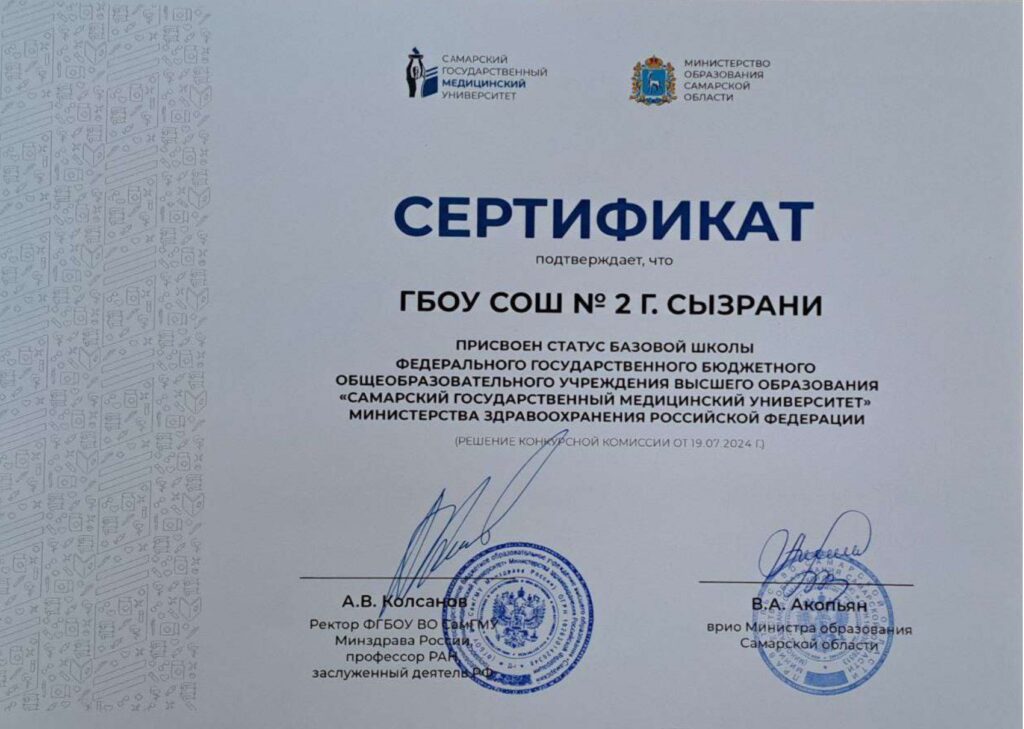 САМАРСКИЙ
ГОСУДАРСТВЕННЫЙ
МЕДИЦИНСКИЙ
УНИВЕРСИТЕТ
МИНИСТЕРСТВО
ОБРАЗОВАНИЯ
САМАРСКОЙ
ОБЛАСТИ
СЕРТИФИКАТ
подтверждает, что
ГБОУ СОШ № 2 Г. СЫЗРАНИ
ПРИСВОЕН СТАТУС БАЗОВОЙ ШКОЛЫ
ФЕДЕРАЛЬНОГО ГОСУДАРСТВЕННОГО БЮДЖЕТНОГО
ОБЩЕОБРАЗОВАТЕЛЬНОГО УЧРЕЖДЕНИЯ ВЫСШЕГО ОБРАЗОВАНИЯ
«САМАРСКИЙ ГОСУДАРСТВЕННЫЙ МЕДИЦИНСКИЙ УНИВЕРСИТЕТ»
МИНИСТЕРСТВА ЗДРАВООХРАНЕНИЯ РОССИЙСКОЙ ФЕДЕРАЦИИ
(РЕШЕНИЕ КОНКУРСНОЙ КОМИССИИ ОТ 19.07.2024 Г.)
А.В. Колсанов
Ректор ФГБОУ ВО СамГМУ
Минздрава России,
профессор РАН,
заслуженный деятель РФ
В.А. Акопьян
врио Министра образования
Самарской области